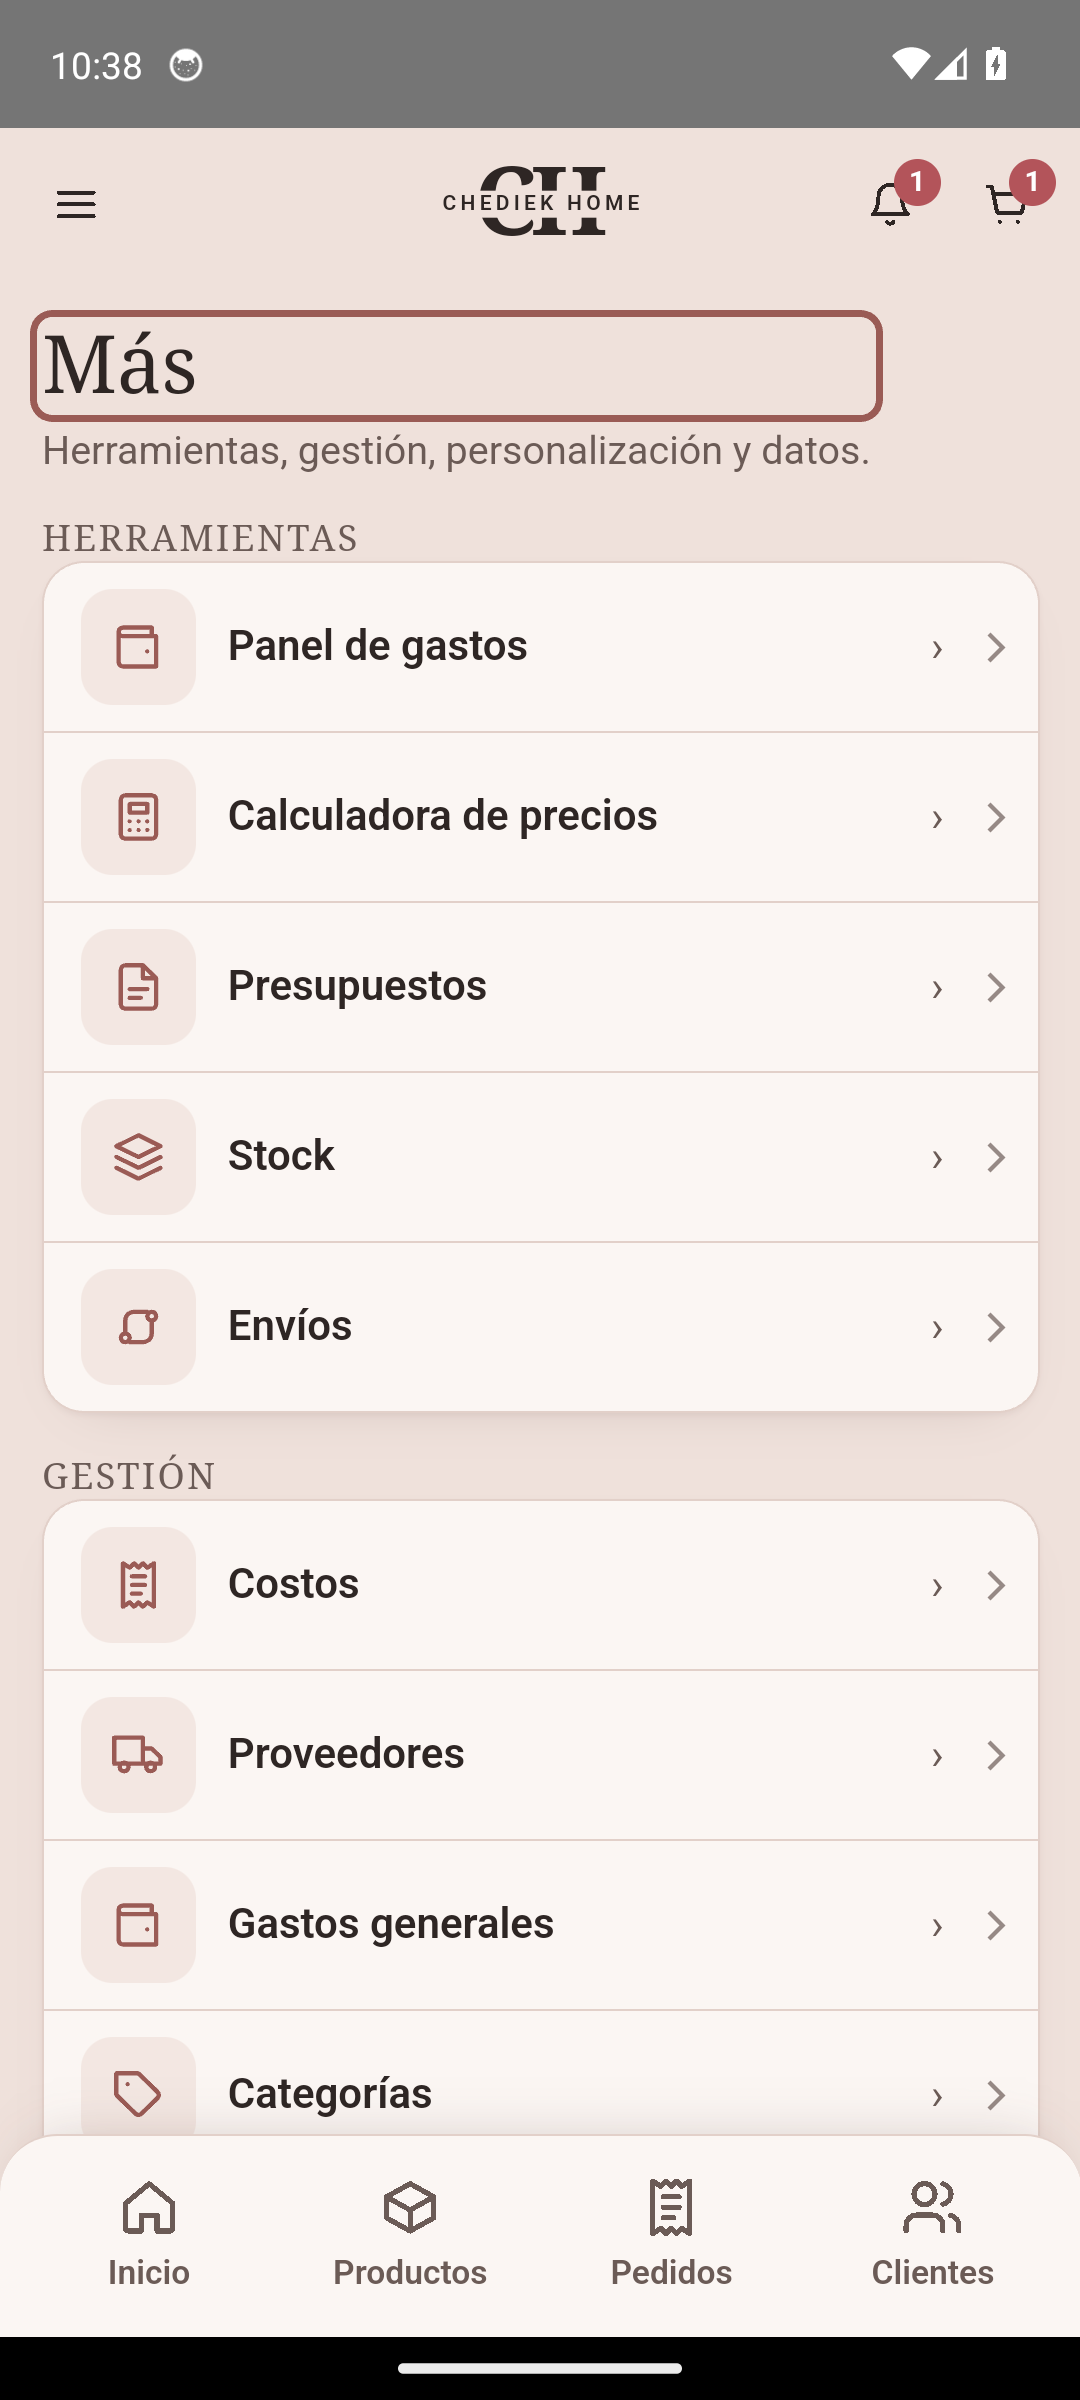 10:38
CH
CHEDIEK HOME
1
1
Más
Herramientas, gestión, personalización y datos.
HERRAMIENTAS
Panel de gastos ›
Calculadora de precios ›
Presupuestos ›
Stock ›
Envíos ›
GESTIÓN
Costos ›
Proveedores ›
Gastos generales ›
Categorías ›
Inicio Productos Pedidos Clientes